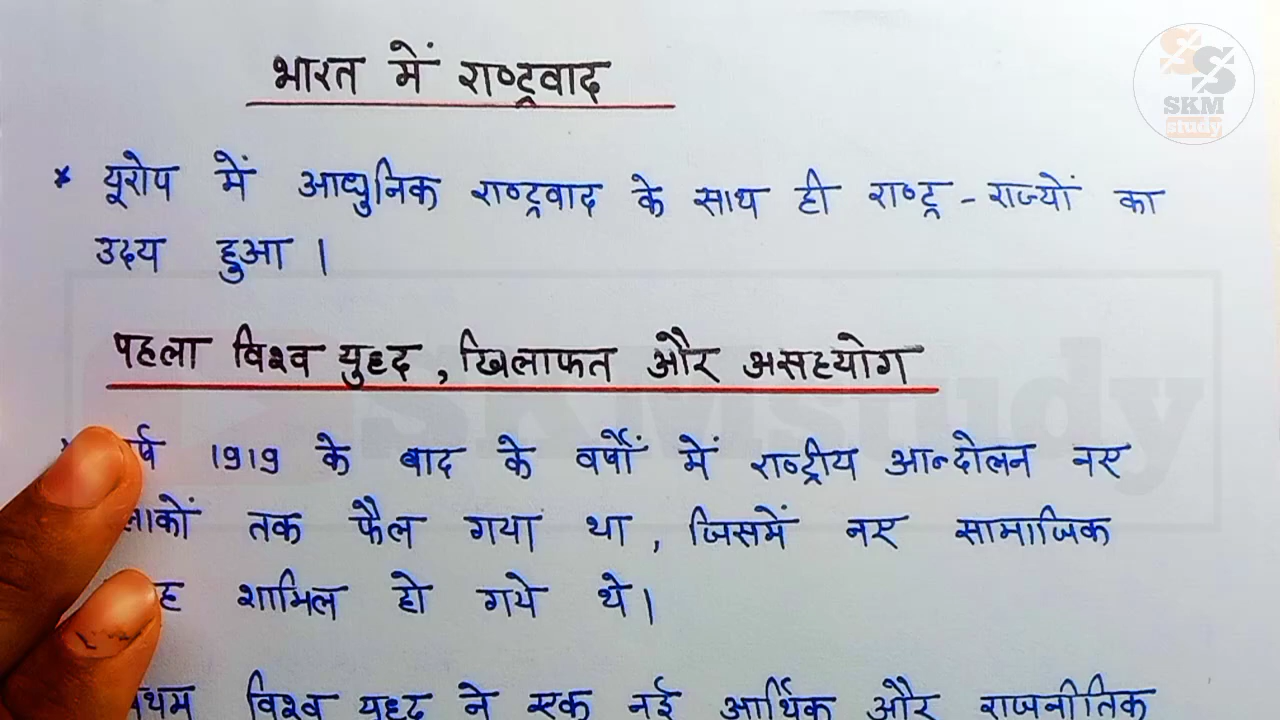 SKM
study
भारत में राष्ट्रवाद
* यूरोप में आधुनिक राष्ट्रवाद के साथ ही राष्ट्र - राज्यों का
उदय हुआ ।
पहला विश्व युद्ध , खिलाफत और असहयोग
1919 के बाद के वर्षों में राष्ट्रीय आन्दोलन नए
तक फैल गया था , जिसमें नए सामाजिक
शामिल हो गये थे ।
विश्व युद्ध ने एक नई आर्थिक और राजनीतिक
SKMstudy